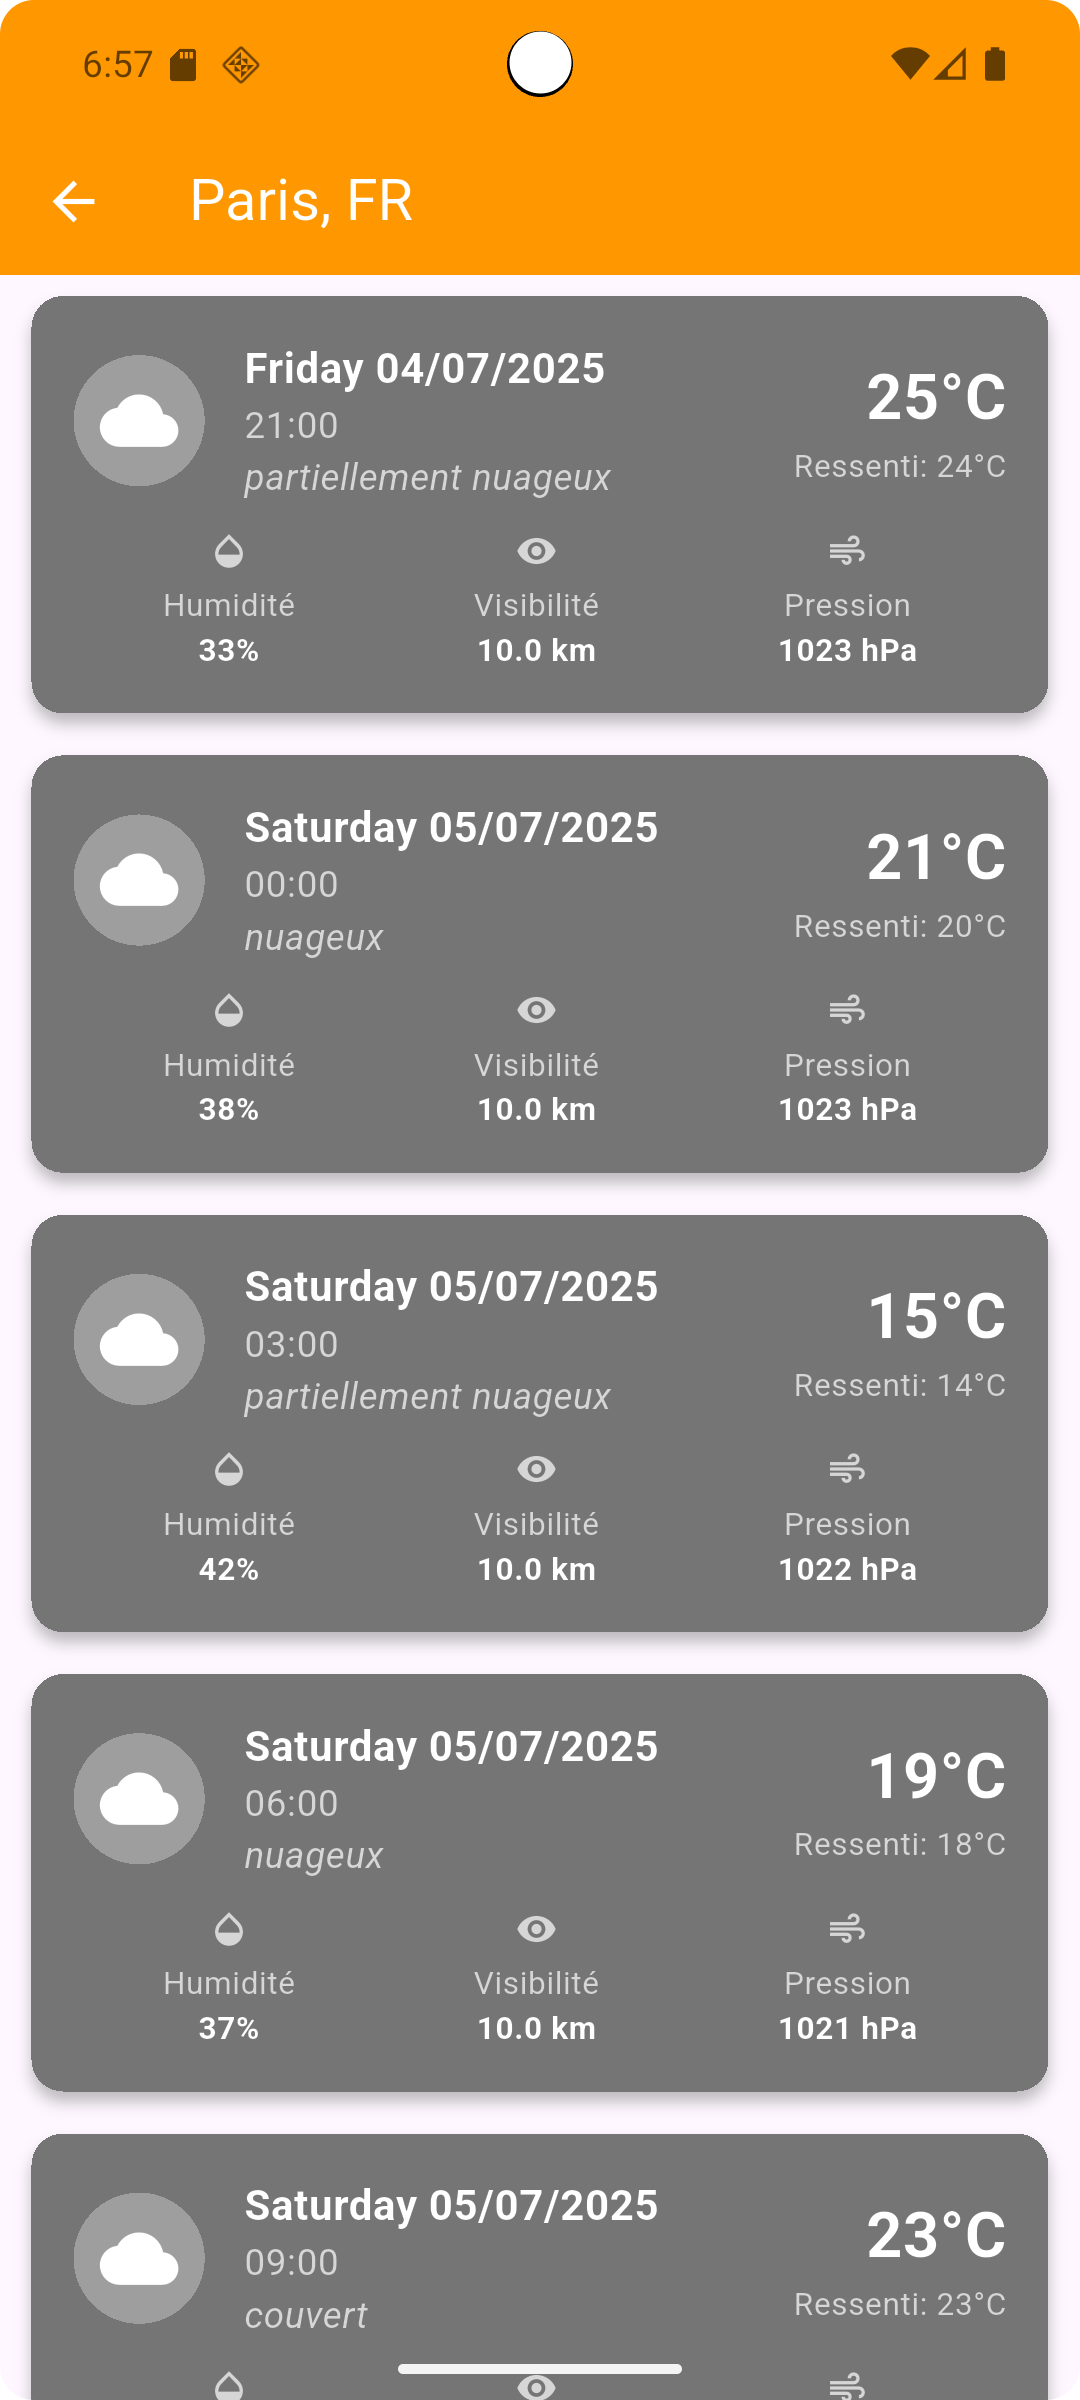 6:57
Paris, FR
Friday 04/07/2025
21:00
partiellement nuageux
25°C
Ressenti: 24°C
Humidité
33%
Visibilité
10.0 km
Pression
1023 hPa
Saturday 05/07/2025
00:00
nuageux
21°C
Ressenti: 20°C
Humidité
38%
Visibilité
10.0 km
Pression
1023 hPa
Saturday 05/07/2025
03:00
partiellement nuageux
15°C
Ressenti: 14°C
Humidité
42%
Visibilité
10.0 km
Pression
1022 hPa
Saturday 05/07/2025
06:00
nuageux
19°C
Ressenti: 18°C
Humidité
37%
Visibilité
10.0 km
Pression
1021 hPa
Saturday 05/07/2025
09:00
couvert
23°C
Ressenti: 23°C